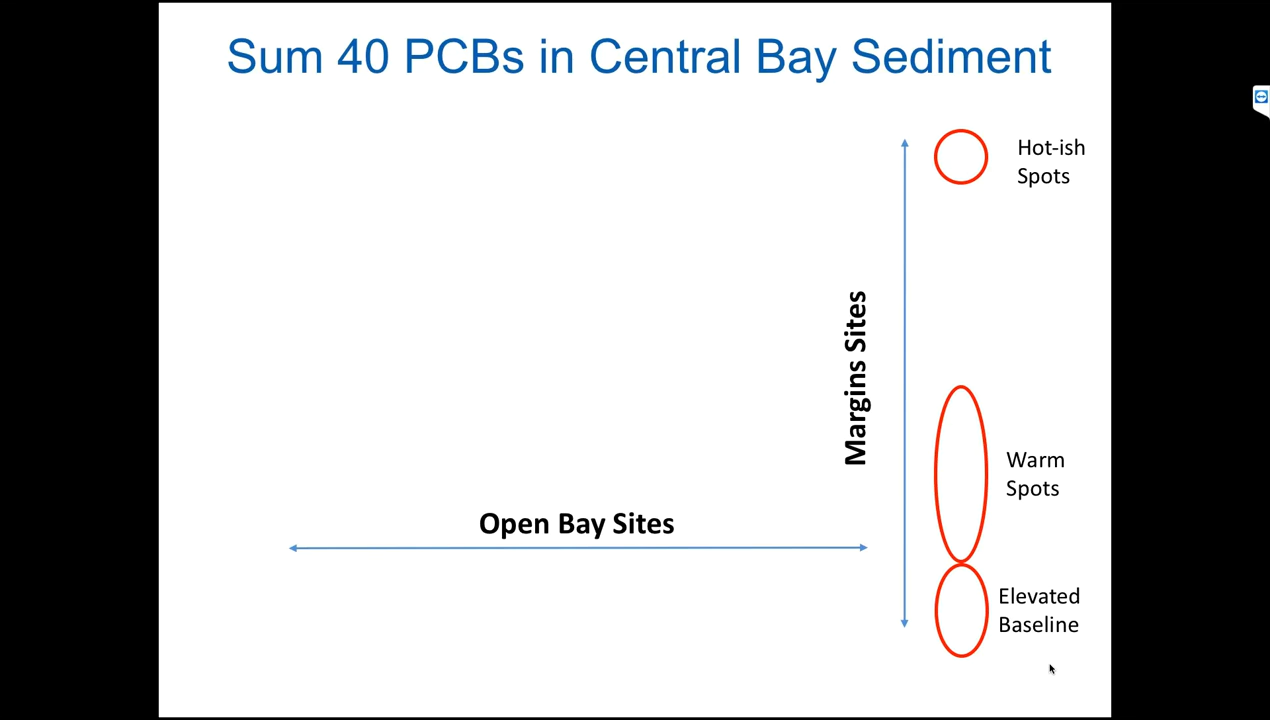 Sum 40 PCBs in Central Bay Sediment
Hot-ish
Spots
Margins Sites
Warm
Spots
Open Bay Sites
Elevated
Baseline